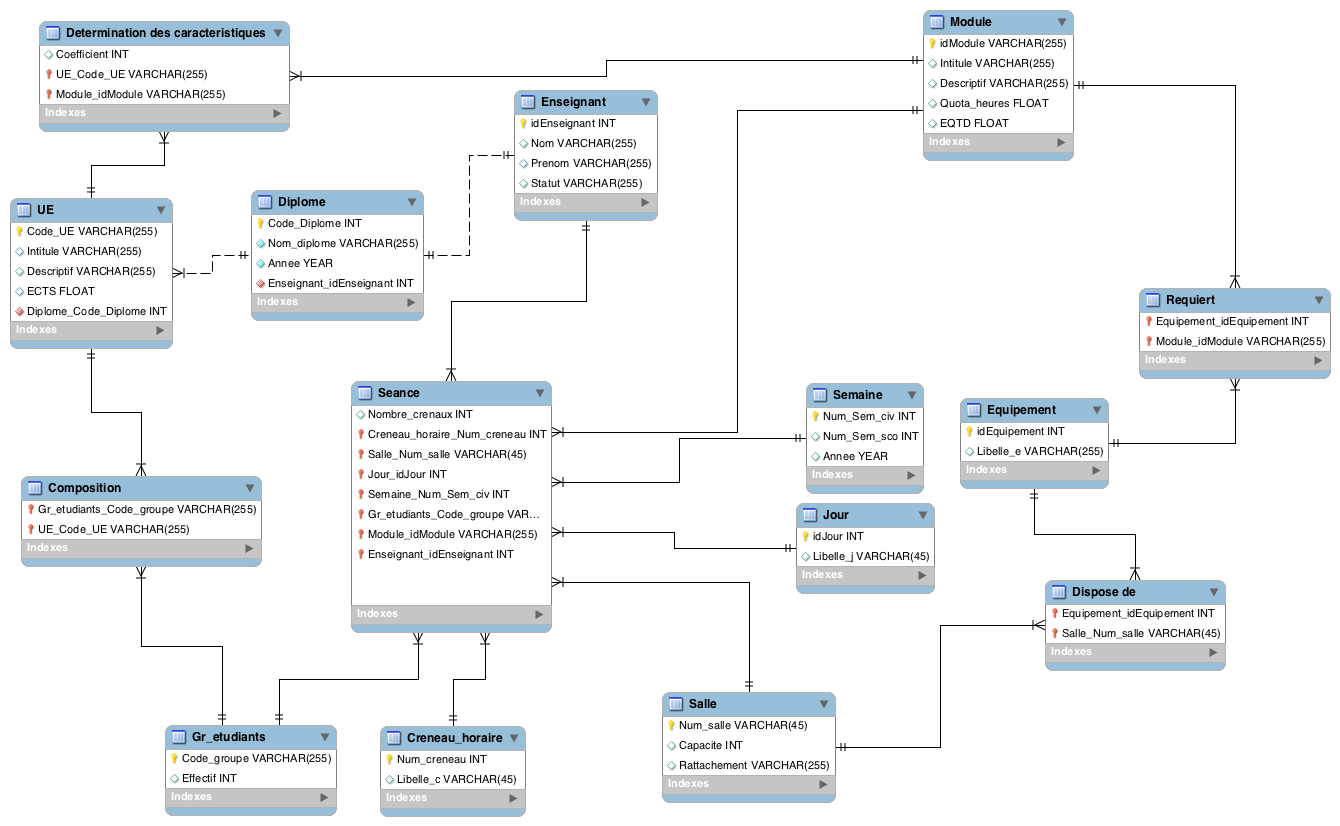 Determination des caracteristiques
Coefficient INT
UE_Code_UE VARCHAR(255)
Module_idModule VARCHAR(255)
Indexes
Module
idModule VARCHAR(255)
Intitule VARCHAR(255)
Descriptif VARCHAR(255)
Quota_heures FLOAT
EQTD FLOAT
Indexes
Enseignant
idEnseignant INT
Nom VARCHAR(255)
Prenom VARCHAR(255)
Statut VARCHAR(255)
Indexes
UE
Code_UE VARCHAR(255)
Intitule VARCHAR(255)
Descriptif VARCHAR(255)
ECTS FLOAT
Diplome_Code_Diplome INT
Indexes
Diplome
Code_Diplome INT
Nom_diplome VARCHAR(255)
Annee YEAR
Enseignant_idEnseignant INT
Indexes
Requiert
Equipement_idEquipement INT
Module_idModule VARCHAR(255)
Indexes
Seance
Nombre_crenaux INT
Creneau_horaire_Num_creneau INT
Salle_Num_salle VARCHAR(45)
Jour_idJour INT
Semaine_Num_Sem_civ INT
Gr_etudiants_Code_groupe VAR...
Module_idModule VARCHAR(255)
Enseignant_idEnseignant INT
Indexes
Semaine
Num_Sem_civ INT
Num_Sem_sco INT
Annee YEAR
Indexes
Equipement
idEquipement INT
Libelle_e VARCHAR(255)
Indexes
Composition
Gr_etudiants_Code_groupe VARCHAR(255)
UE_Code_UE VARCHAR(255)
Indexes
Jour
idJour INT
Libelle_j VARCHAR(45)
Indexes
Dispose de
Equipement_idEquipement INT
Salle_Num_salle VARCHAR(45)
Indexes
Salle
Num_salle VARCHAR(45)
Capacite INT
Rattachement VARCHAR(255)
Indexes
Gr_etudiants
Code_groupe VARCHAR(255)
Effectif INT
Indexes
Creneau_horaire
Num_creneau INT
Libelle_c VARCHAR(45)
Indexes